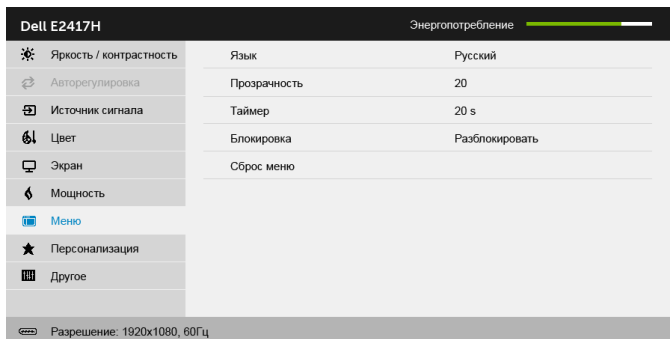 Dell E2417H
Энергопотребление
Яркость / контрастность
Язык
Русский
Авторегулировка
Прозрачность
20
Источник сигнала
Таймер
20 s
Цвет
Блокировка
Разблокировать
Экран
Сброс меню
Мощность
Меню
Персонализация
Другое
Разрешение: 1920x1080, 60Гц